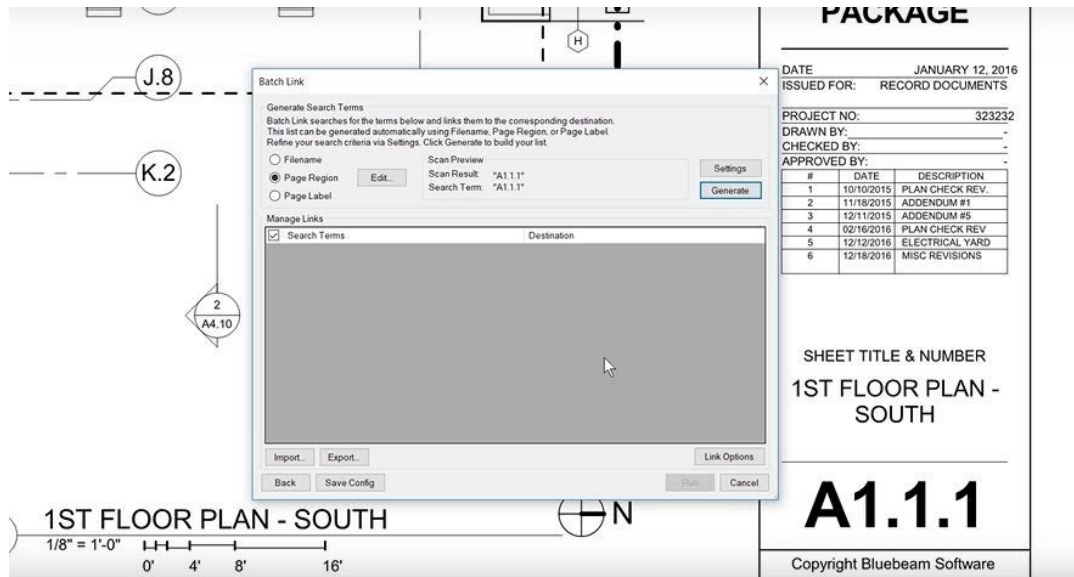 PACKAGE
H
J.8
K.2
2
A4.10
Batch Link
Generate Search Terms
Batch Link searches for the terms below and links them to the corresponding destination.
This list can be generated automatically using Filename, Page Region, or Page Label.
Refine your search criteria via Settings. Click Generate to build your list.
Filename
Page Region
Edit...
Page Label
Scan Preview
Scan Result: "A1.1.1"
Search Term: "A1.1.1"
Settings
Generate
Manage Links
Search Terms Destination
Import... Export...
Link Options
Back Save Config
Run Cancel
DATE JANUARY 12, 2016
ISSUED FOR: RECORD DOCUMENTS
PROJECT NO: 323232
DRAWN BY: -
CHECKED BY: -
APPROVED BY: -
# DATE DESCRIPTION
1 10/10/2015 PLAN CHECK REV.
2 11/18/2015 ADDENDUM #1
3 12/11/2015 ADDENDUM #5
4 02/16/2016 PLAN CHECK REV
5 12/12/2016 ELECTRICAL YARD
6 12/18/2016 MISC REVISIONS
SHEET TITLE & NUMBER
1ST FLOOR PLAN -
SOUTH
A1.1.1
Copyright Bluebeam Software
1ST FLOOR PLAN - SOUTH
N
1/8" = 1'-0"
0' 4' 8' 16'